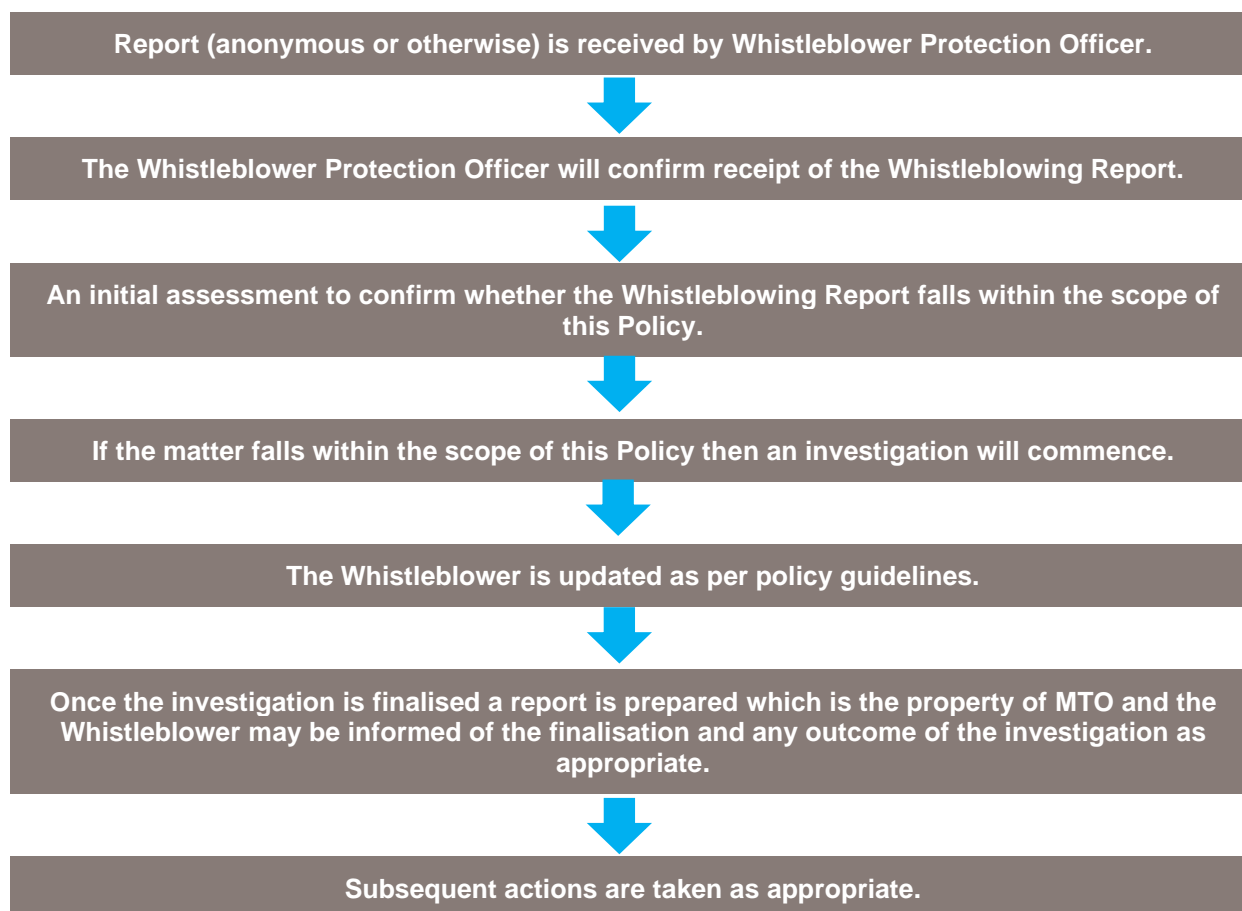 Report (anonymous or otherwise) is received by Whistleblower Protection Officer.
The Whistleblower Protection Officer will confirm receipt of the Whistleblowing Report.
An initial assessment to confirm whether the Whistleblowing Report falls within the scope of
this Policy.
If the matter falls within the scope of this Policy then an investigation will commence.
The Whistleblower is updated as per policy guidelines.
Once the investigation is finalised a report is prepared which is the property of MTO and the
Whistleblower may be informed of the finalisation and any outcome of the investigation as
appropriate.
Subsequent actions are taken as appropriate.